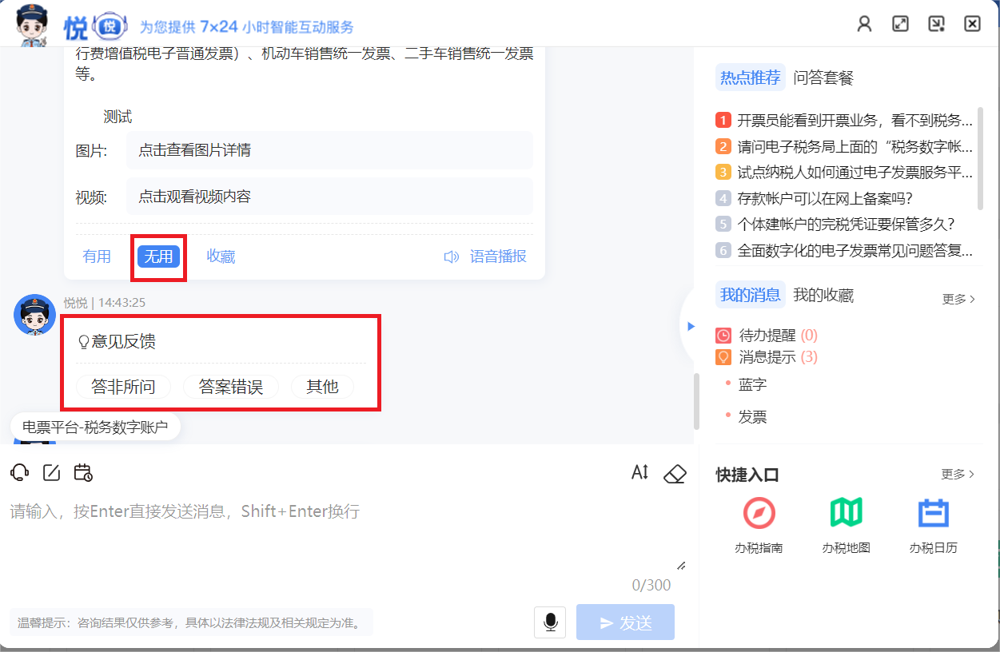 悦 悦 为您提供 7×24 小时智能互动服务
行费增值税电子普通发票）、机动车销售统一发票、二手车销售统一发票
等。
测试
图片: 点击查看图片详情
视频: 点击观看视频内容
有用 无用 收藏 语音播报
悦悦 | 14:43:25
意见反馈
答非所问 答案错误 其他
电票平台-税务数字账户
请输入，按Enter直接发送消息，Shift+Enter换行
0/300
温馨提示：咨询结果仅供参考，具体以法律法规及相关规定为准。
发送
热点推荐 问答套餐
1 开票员能看到开票业务，看不到税务...
2 请问电子税务局上面的“税务数字帐...
3 试点纳税人如何通过电子发票服务平...
4 存款帐户可以在网上备案吗?
5 个体建帐户的完税凭证要保管多久?
6 全面数字化的电子发票常见问题答复...
我的消息 我的收藏 更多 >
待办提醒 (0)
消息提示 (3)
蓝字
发票
快捷入口 更多 >
办税指南 办税地图 办税日历